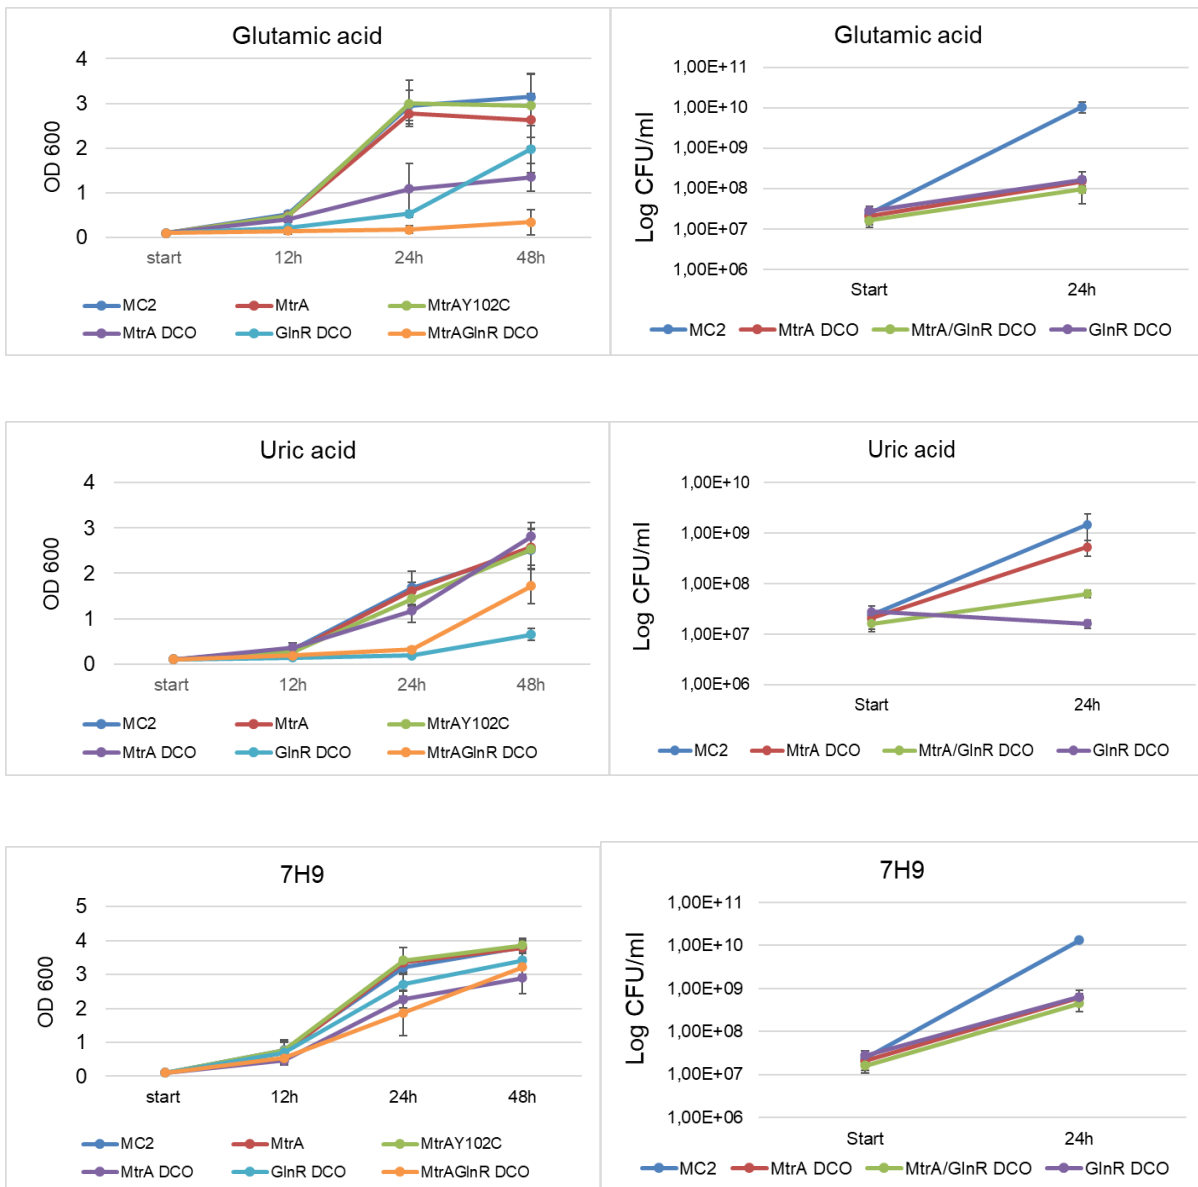 Glutamic acid
4
3
2
1
0
OD 600
start 12h 24h 48h
MC2 MtrA MtrAY102C
MtrA DCO GlnR DCO MtrAGlnR DCO
Glutamic acid
1,00E+11
1,00E+10
1,00E+09
1,00E+08
1,00E+07
1,00E+06
Log CFU/ml
Start 24h
MC2 MtrA DCO MtrA/GlnR DCO GlnR DCO
Uric acid
4
3
2
1
0
OD 600
start 12h 24h 48h
MC2 MtrA MtrAY102C
MtrA DCO GlnR DCO MtrAGlnR DCO
Uric acid
1,00E+10
1,00E+09
1,00E+08
1,00E+07
1,00E+06
Log CFU/ml
Start 24h
MC2 MtrA DCO MtrA/GlnR DCO GlnR DCO
7H9
5
4
3
2
1
0
OD 600
start 12h 24h 48h
MC2 MtrA MtrAY102C
MtrA DCO GlnR DCO MtrAGlnR DCO
7H9
1,00E+11
1,00E+10
1,00E+09
1,00E+08
1,00E+07
1,00E+06
Log CFU/ml
Start 24h
MC2 MtrA DCO MtrA/GlnR DCO GlnR DCO